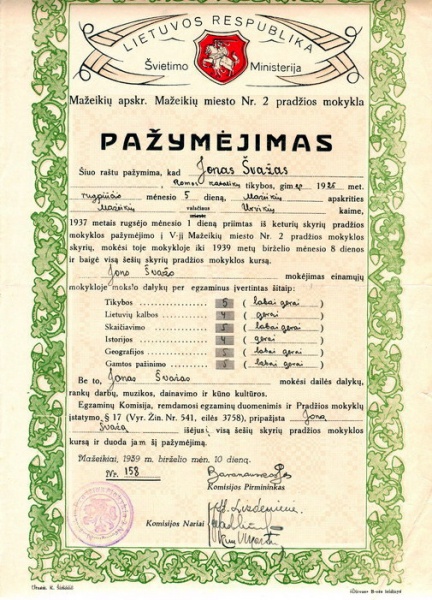 LIETUVOS RESPUBLIKA
Švietimo Ministerija
Mažeikių apskr. Mažeikių miesto Nr. 2 pradžios mokykla
PAŽYMĖJIMAS
Šiuo raštu pažymima, kad Jonas Švažas
, Romos kataliką tikybos, gimęs 1925 met.
rugpiūčio mėnesio 5 dieną, Mažeikių apskrities
Mažeikių valsčiaus kaime,
miesto
1937 metais rugsėjo mėnesio 1 dieną priimtas iš keturių skyrių pradžios
mokyklos pažymėjimo į V-jį Mažeikių miesto Nr. 2 pradžios mokyklos
skyrių, mokėsi toje mokykloje iki 1939 metų birželio mėnesio 8 dienos
ir baigė visą šešių skyrių pradžios mokyklos kursą.
Jono Švažo mokėjimas einamųjų
mokykloje mokslo dalykų per egzaminus įvertintas šitaip:
Tikybos 5 ( labai gerai )
Lietuvių kalbos 4 ( gerai )
Skaičiavimo 5 ( labai gerai )
Istorijos 4 ( gerai )
Geografijos 5 ( labai gerai )
Gamtos pažinimo 5 ( labai gerai )
Be to, Jonas Švažas mokėsi dailės dalykų,
rankų darbų, muzikos, dainavimo ir kūno kultūros.
Egzaminų Komisija, remdamosi egzaminų duomenimis ir Pradžios mokyklų
įstatymo, § 17 (Vyr. Žin. Nr. 541, eilės 3758), pripažįsta Joną
Švažą išėjusį visą šešių skyrių pradžios mokyklos
kursą ir duoda jam šį pažymėjimą.
Mažeikiai, 1939 m. birželio mėn. 10 dieną.
Nr. 158
Komisijos Pirmininkas
Komisijos Nariai